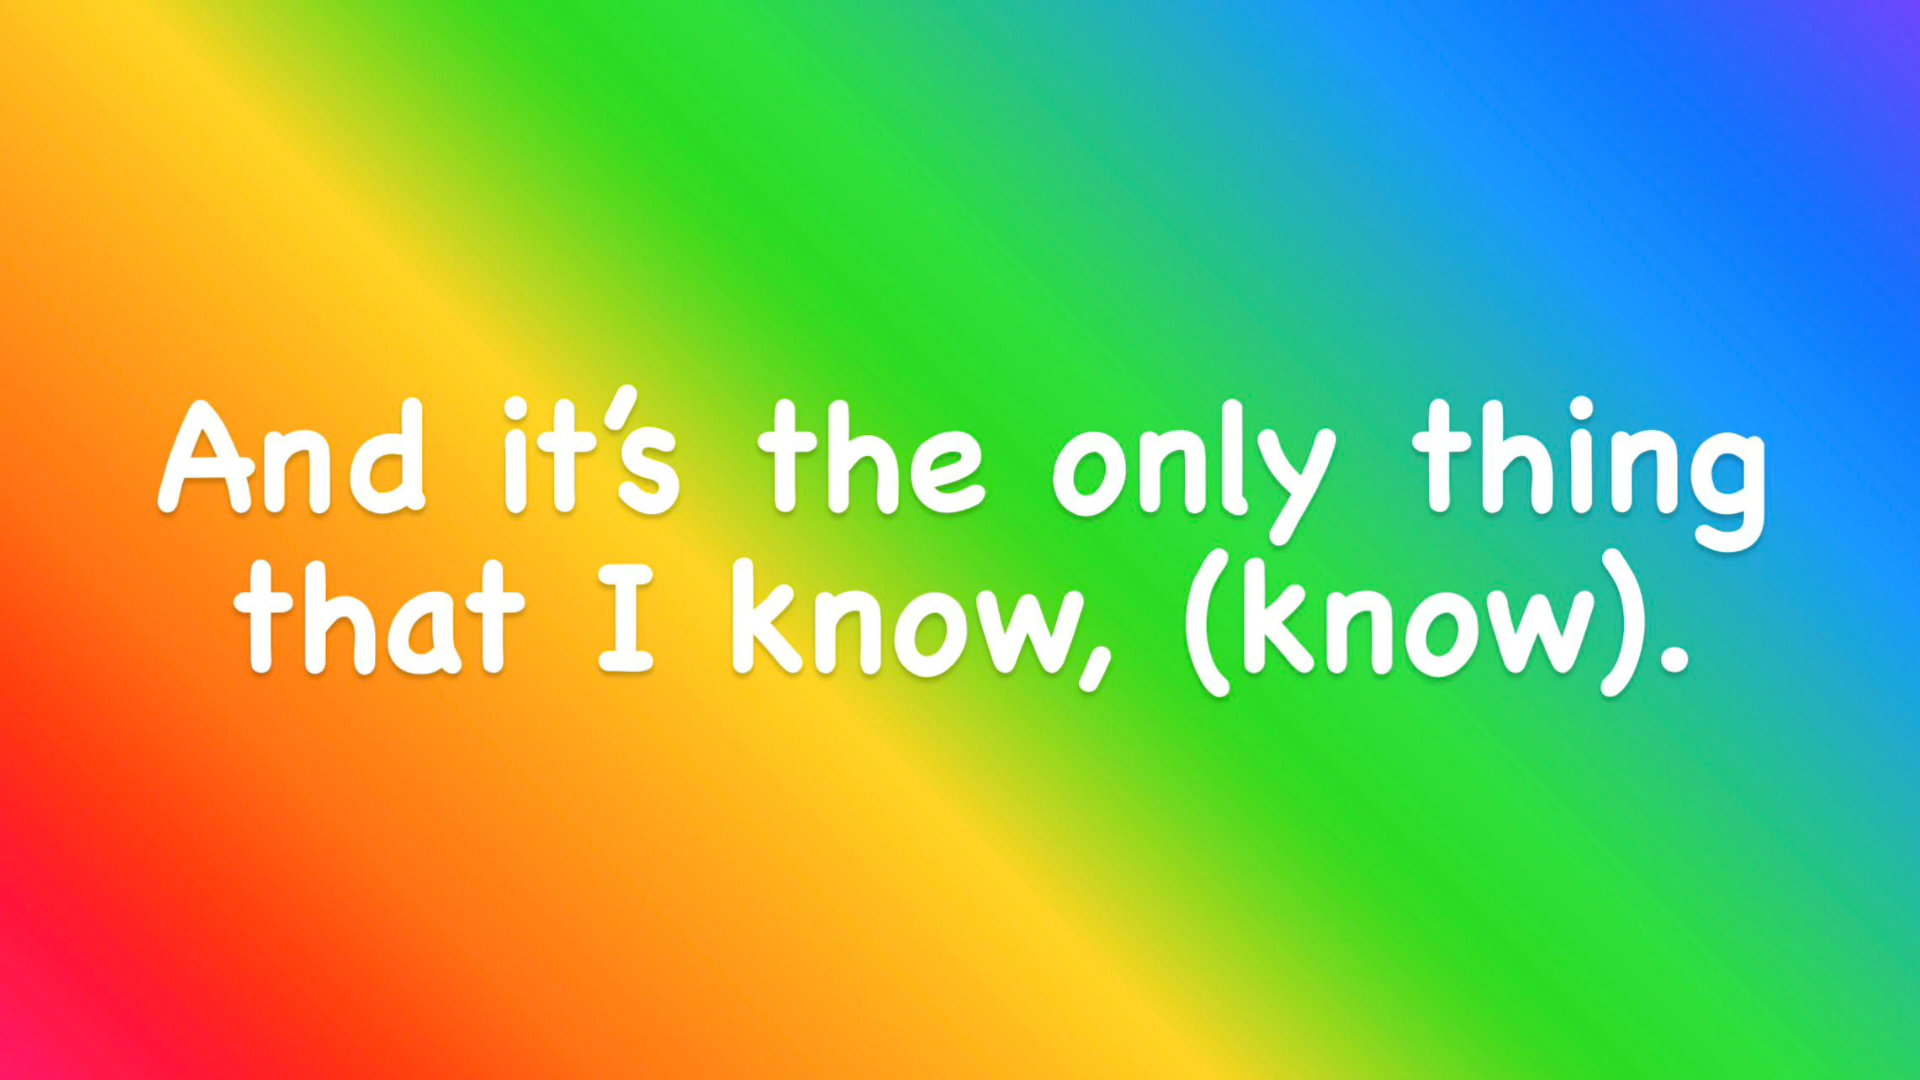 And it's the only thing
that I know, (know).